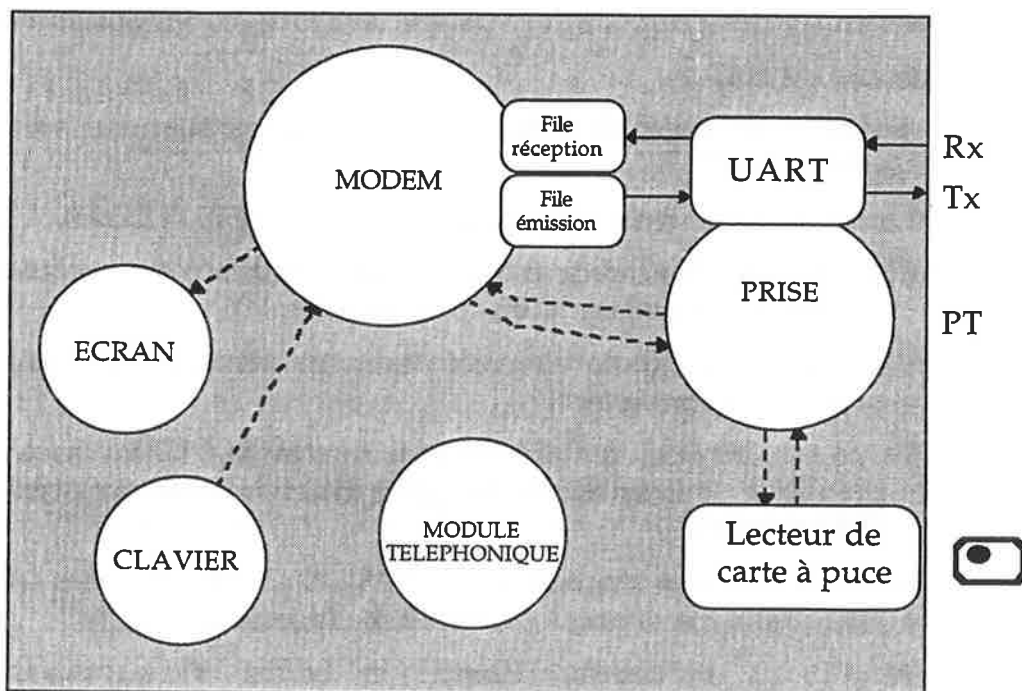 File
réception
MODEM
UART
Rx
File
émission
Tx
PRISE
PT
ECRAN
MODULE
TELEPHONIQUE
CLAVIER
Lecteur de
carte à puce